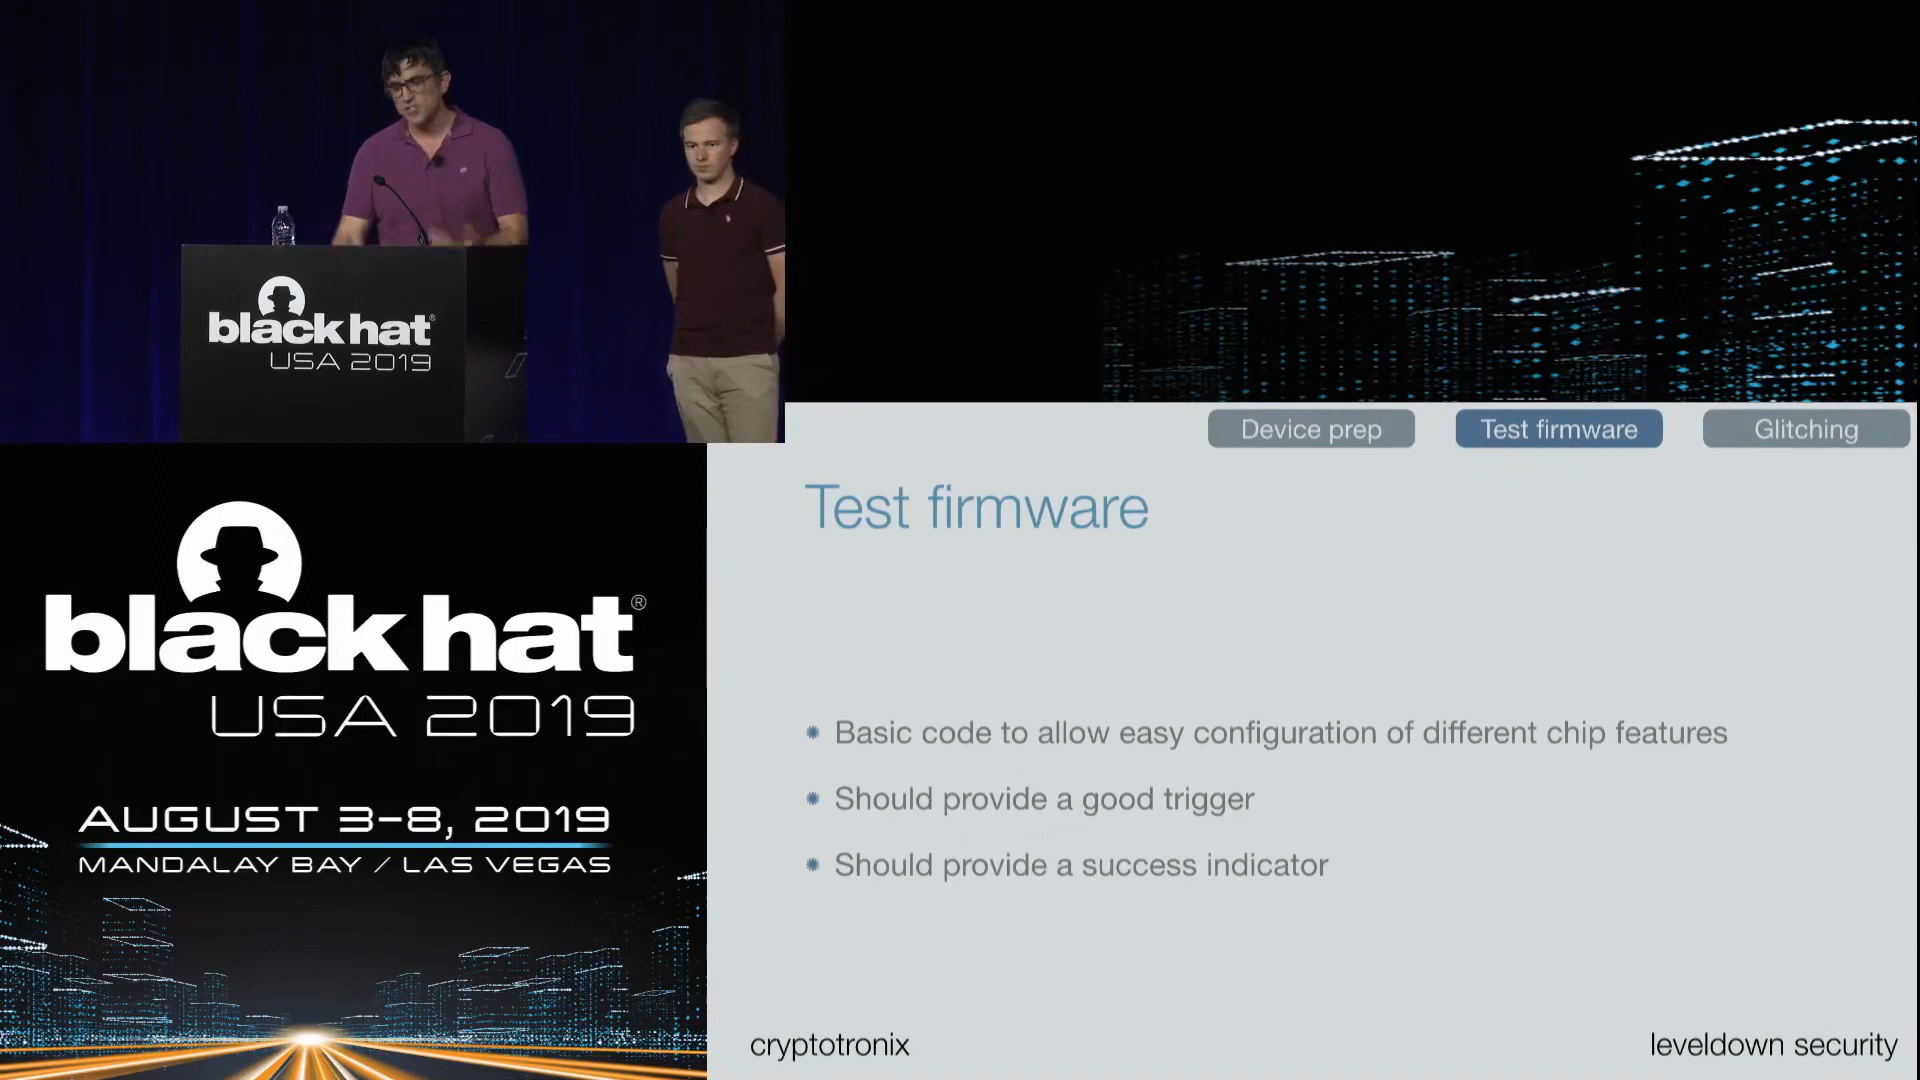 black hat®
USA 2019
Device prep
Test firmware
Glitching
Test firmware
black hat®
USA 2019
AUGUST 3–8, 2019
MANDALAY BAY / LAS VEGAS
Basic code to allow easy configuration of different chip features
Should provide a good trigger
Should provide a success indicator
cryptotronix
leveldown security